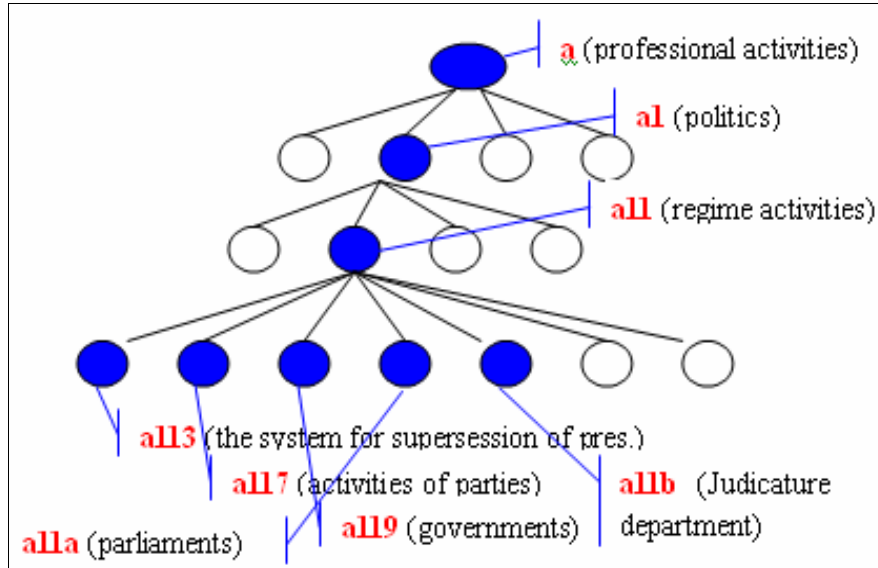 a (professional activities)
a1 (politics)
a11 (regime activities)
a113 (the system for supersession of pres.)
a117 (activities of parties)
a11b (Judicature
department)
a119 (governments)
a11a (parliaments)